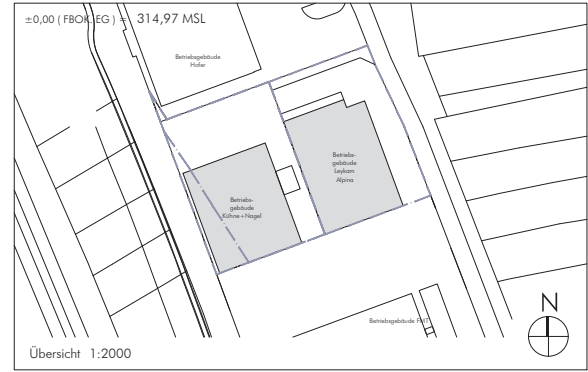 ±0,00 ( FBOK. EG ) = 314,97 MSL
Betriebsgebäude
Hofer
Betriebs-
gebäude
Leykam
Alpina
Betriebs-
gebäude
Kühne+Nagel
Betriebsgebäude FMT
N
Übersicht 1:2000